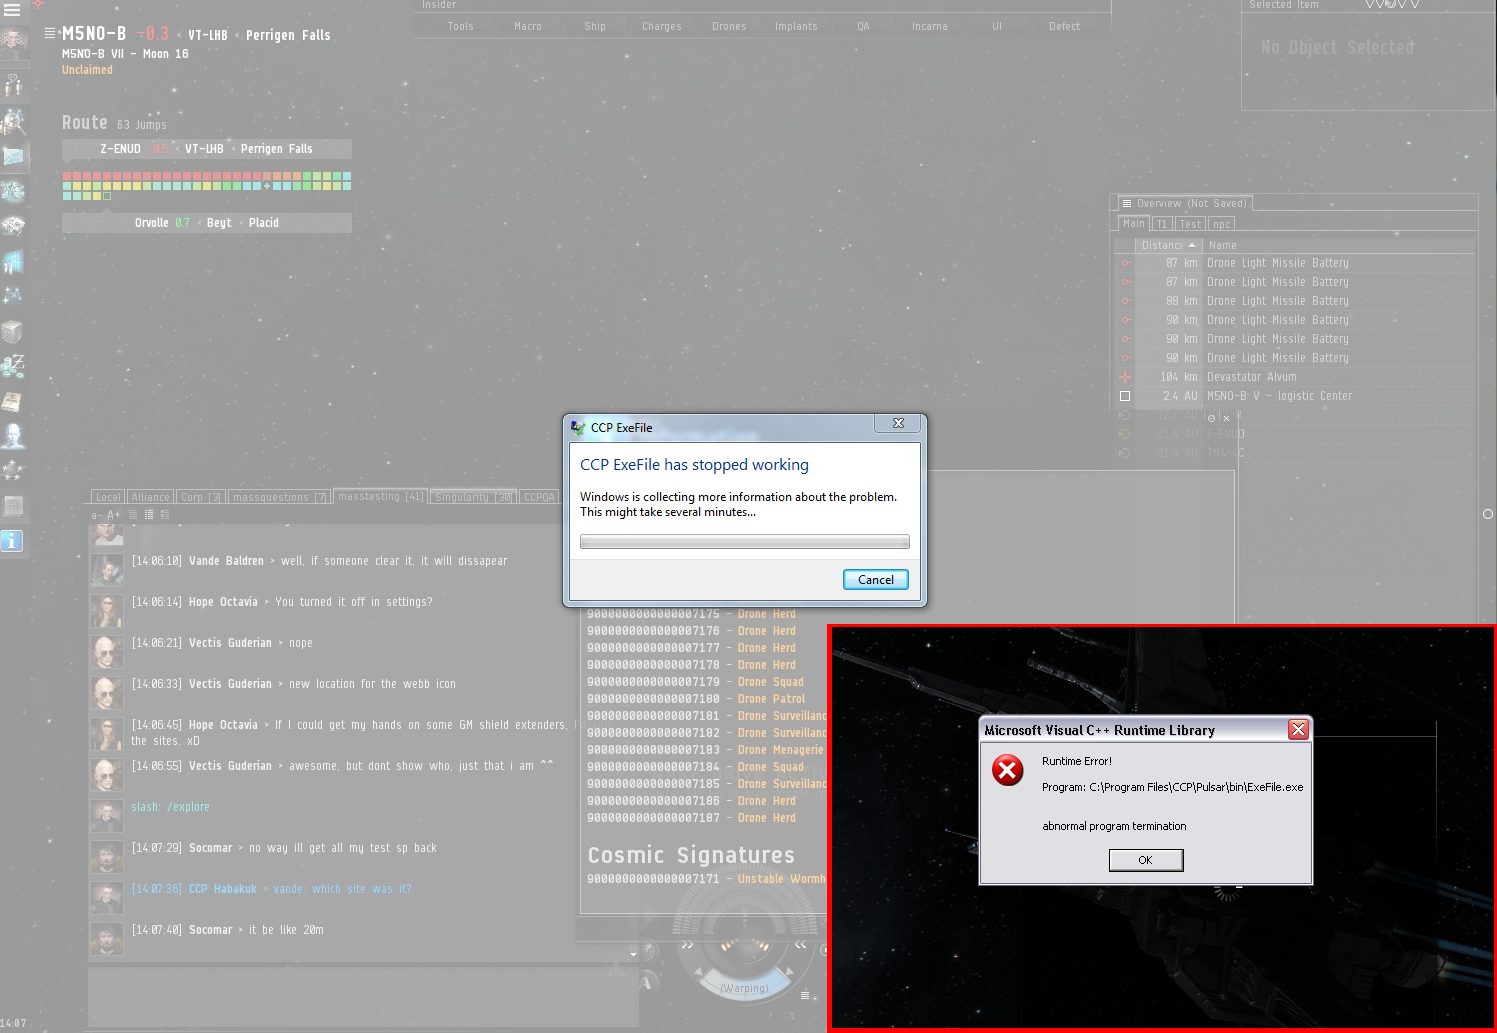 Insider
Tools Macro Ship Charges Drones Implants QA Incarna UI Defect
Selected Item
No Object Selected
M5NO-B -0.3 < VT-LHB < Perrigen Falls
M5NO-B VII - Moon 16
Unclaimed
Route 63 Jumps
Z-ENUD -0.5 < VT-LHB < Perrigen Falls
Orvolle 0.7 < Beyt < Placid
Overview (Not Saved)
Main T1 Test npc
Distance Name
87 km Drone Light Missile Battery
87 km Drone Light Missile Battery
88 km Drone Light Missile Battery
90 km Drone Light Missile Battery
90 km Drone Light Missile Battery
90 km Drone Light Missile Battery
104 km Devastator Alvum
2.4 AU M5NO-B V - logistic Center
21.4 AU Z-ENUD
21.4 AU
CCP ExeFile
CCP ExeFile has stopped working
Windows is collecting more information about the problem.
This might take several minutes...
Cancel
Local Alliance Corp [3] massquestions [7] masstesting [41] Singularity [30] CCPQA
a- A+
[14:06:10] Vande Baldren > well, if someone clear it, it will dissapear
[14:06:14] Hope Octavia > You turned it off in settings?
[14:06:21] Vectis Guderian > nope
[14:06:33] Vectis Guderian > new location for the webb icon
[14:06:45] Hope Octavia > If I could get my hands on some GM shield extenders,
the sites. xD
[14:06:55] Vectis Guderian > awesome, but dont show who, just that i am ^^
slash: /explore
[14:07:29] Socomar > no way ill get all my test sp back
[14:07:36] CCP Habakuk > vande: which site was it?
[14:07:40] Socomar > it be like 20m
9000000000000007175 - Drone Herd
9000000000000007176 - Drone Herd
9000000000000007177 - Drone Herd
9000000000000007178 - Drone Herd
9000000000000007179 - Drone Squad
9000000000000007180 - Drone Patrol
9000000000000007181 - Drone Surveillanc
9000000000000007182 - Drone Surveillanc
9000000000000007183 - Drone Menagerie
9000000000000007184 - Drone Squad
9000000000000007185 - Drone Surveillanc
9000000000000007186 - Drone Herd
9000000000000007187 - Drone Herd
Cosmic Signatures
9000000000000007171 - Unstable Wormh
(Warping)
Microsoft Visual C++ Runtime Library
Runtime Error!
Program: C:\Program Files\CCP\Pulsar\bin\ExeFile.exe
abnormal program termination
OK
14:07